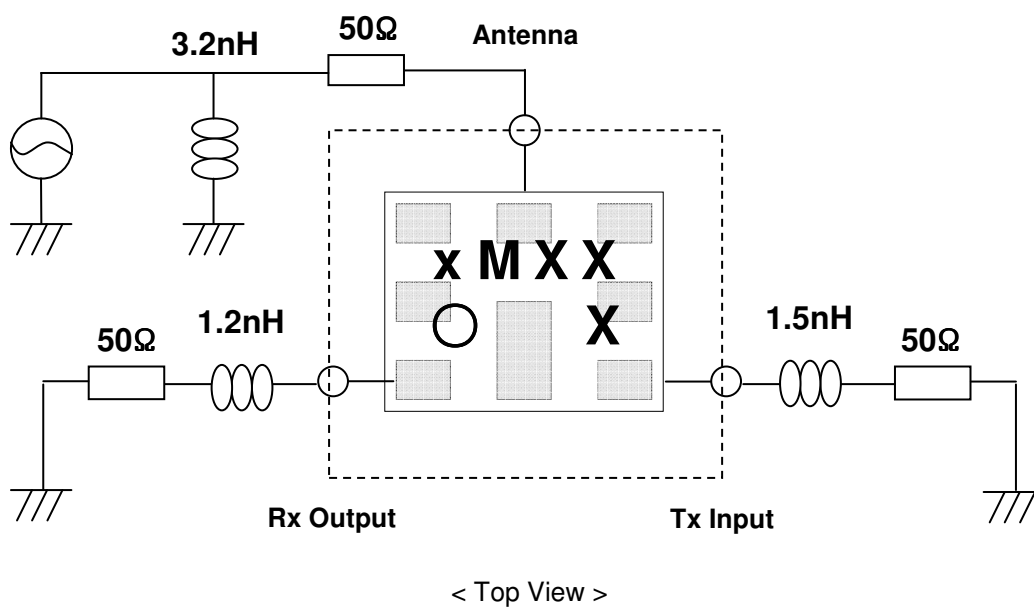 50Ω
Antenna
3.2nH
x M X X
X
1.2nH
50Ω
1.5nH
50Ω
Rx Output
Tx Input
< Top View >